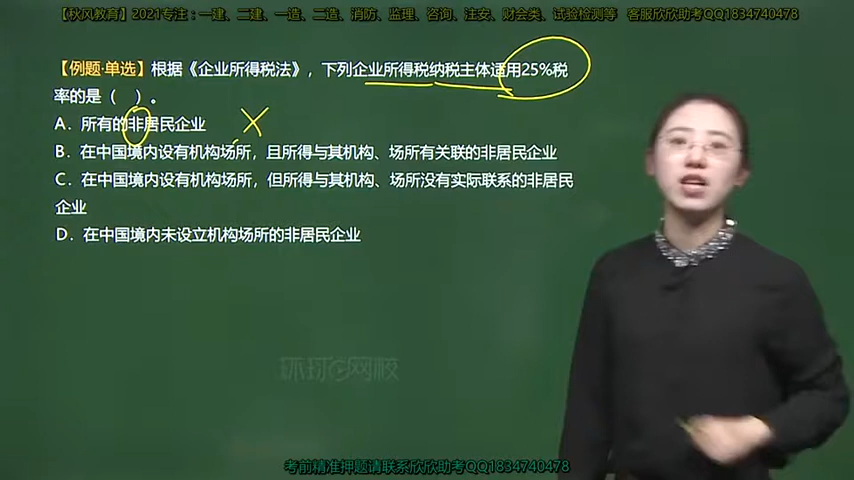 【秋风教育】2021专注：一建、二建、一造、二造、消防、监理、咨询、注安、财会类、试验检测等 客服欣欣助考QQ1834740478
【例题·单选】根据《企业所得税法》，下列企业所得税纳税主体适用25%税
率的是（ ）。
A．所有的非居民企业
B．在中国境内设有机构场所，且所得与其机构、场所有关联的非居民企业
C．在中国境内设有机构场所，但所得与其机构、场所没有实际联系的非居民
企业
D．在中国境内未设立机构场所的非居民企业
环球网校
考前精准押题请联系欣欣助考QQ1834740478